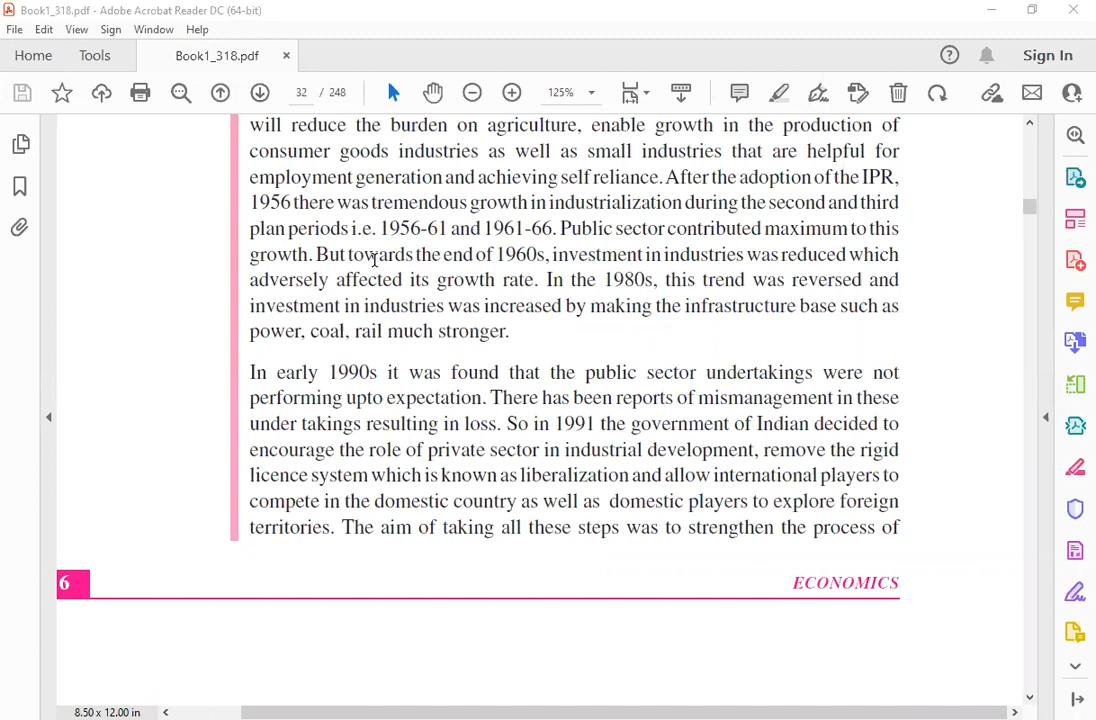 Book1_318.pdf - Adobe Acrobat Reader DC (64-bit)
File Edit View Sign Window Help
Home Tools Book1_318.pdf × Sign In
32 / 248 125%
will reduce the burden on agriculture, enable growth in the production of
consumer goods industries as well as small industries that are helpful for
employment generation and achieving self reliance. After the adoption of the IPR,
1956 there was tremendous growth in industrialization during the second and third
plan periods i.e. 1956-61 and 1961-66. Public sector contributed maximum to this
growth. But towards the end of 1960s, investment in industries was reduced which
adversely affected its growth rate. In the 1980s, this trend was reversed and
investment in industries was increased by making the infrastructure base such as
power, coal, rail much stronger.
In early 1990s it was found that the public sector undertakings were not
performing upto expectation. There has been reports of mismanagement in these
under takings resulting in loss. So in 1991 the government of Indian decided to
encourage the role of private sector in industrial development, remove the rigid
licence system which is known as liberalization and allow international players to
compete in the domestic country as well as domestic players to explore foreign
territories. The aim of taking all these steps was to strengthen the process of
6 ECONOMICS
8.50 x 12.00 in